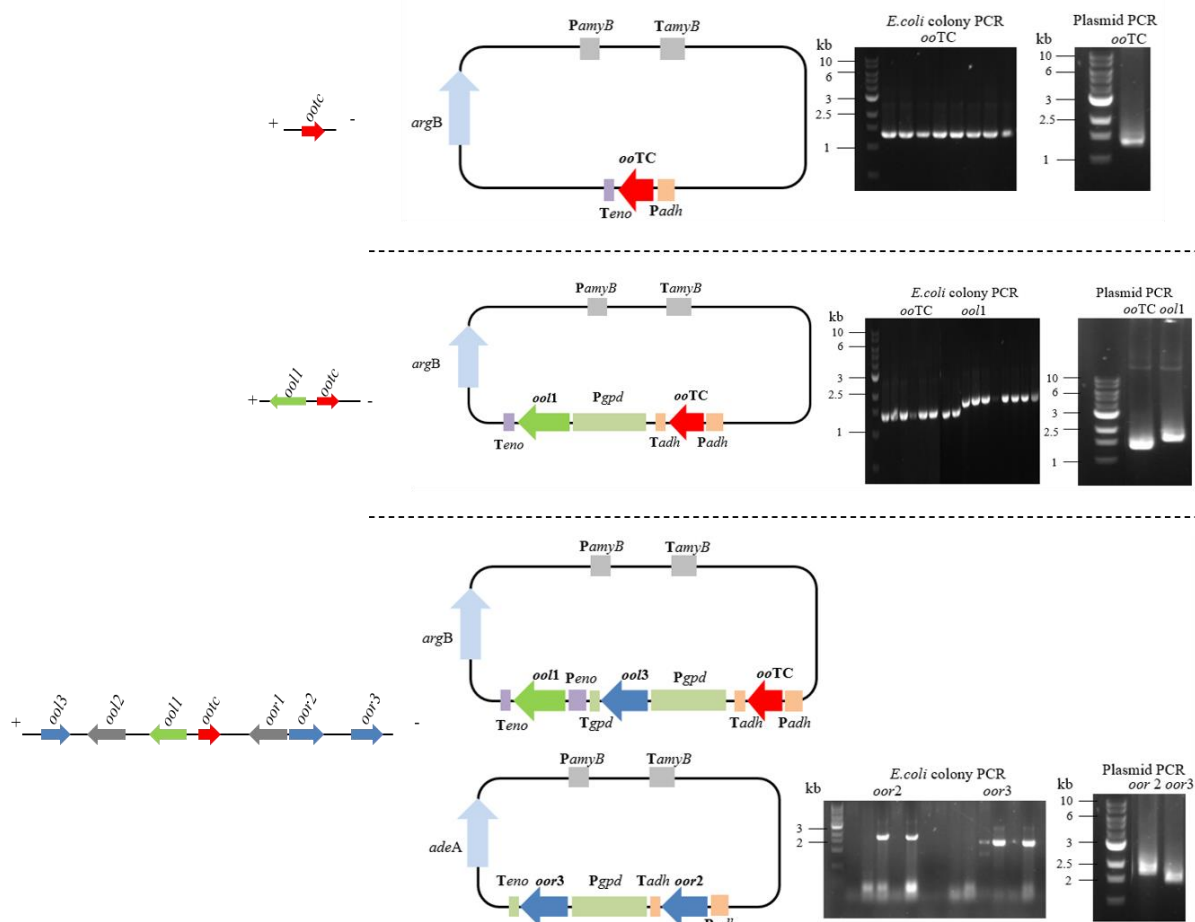 PamyB TamyB
argB
ooTC
Teno Padh
+ ootc -
E.coli colony PCR
ooTC
kb
10
6
3
2.5
1
Plasmid PCR
ooTC
kb
10
6
3
2.5
1
PamyB TamyB
argB
ool1 Pgpd ooTC
Teno Tadh Padh
+ ool1 ootc -
E.coli colony PCR
ooTC ool1
kb
10
6
3
2.5
1
Plasmid PCR
ooTC ool1
kb
10
6
3
2.5
1
PamyB TamyB
argB
ool1 Peno ool3 Pgpd ooTC
Teno Tgpd Tadh Padh
+ ool3 ool2 ool1 ootc oor1 oor2 oor3 -
PamyB TamyB
adeA
Teno oor3 Pgpd Tadh oor2
E.coli colony PCR
oor2 oor3
kb
3
2
Plasmid PCR
oor 2 oor3
kb
10
6
3
2.5
2